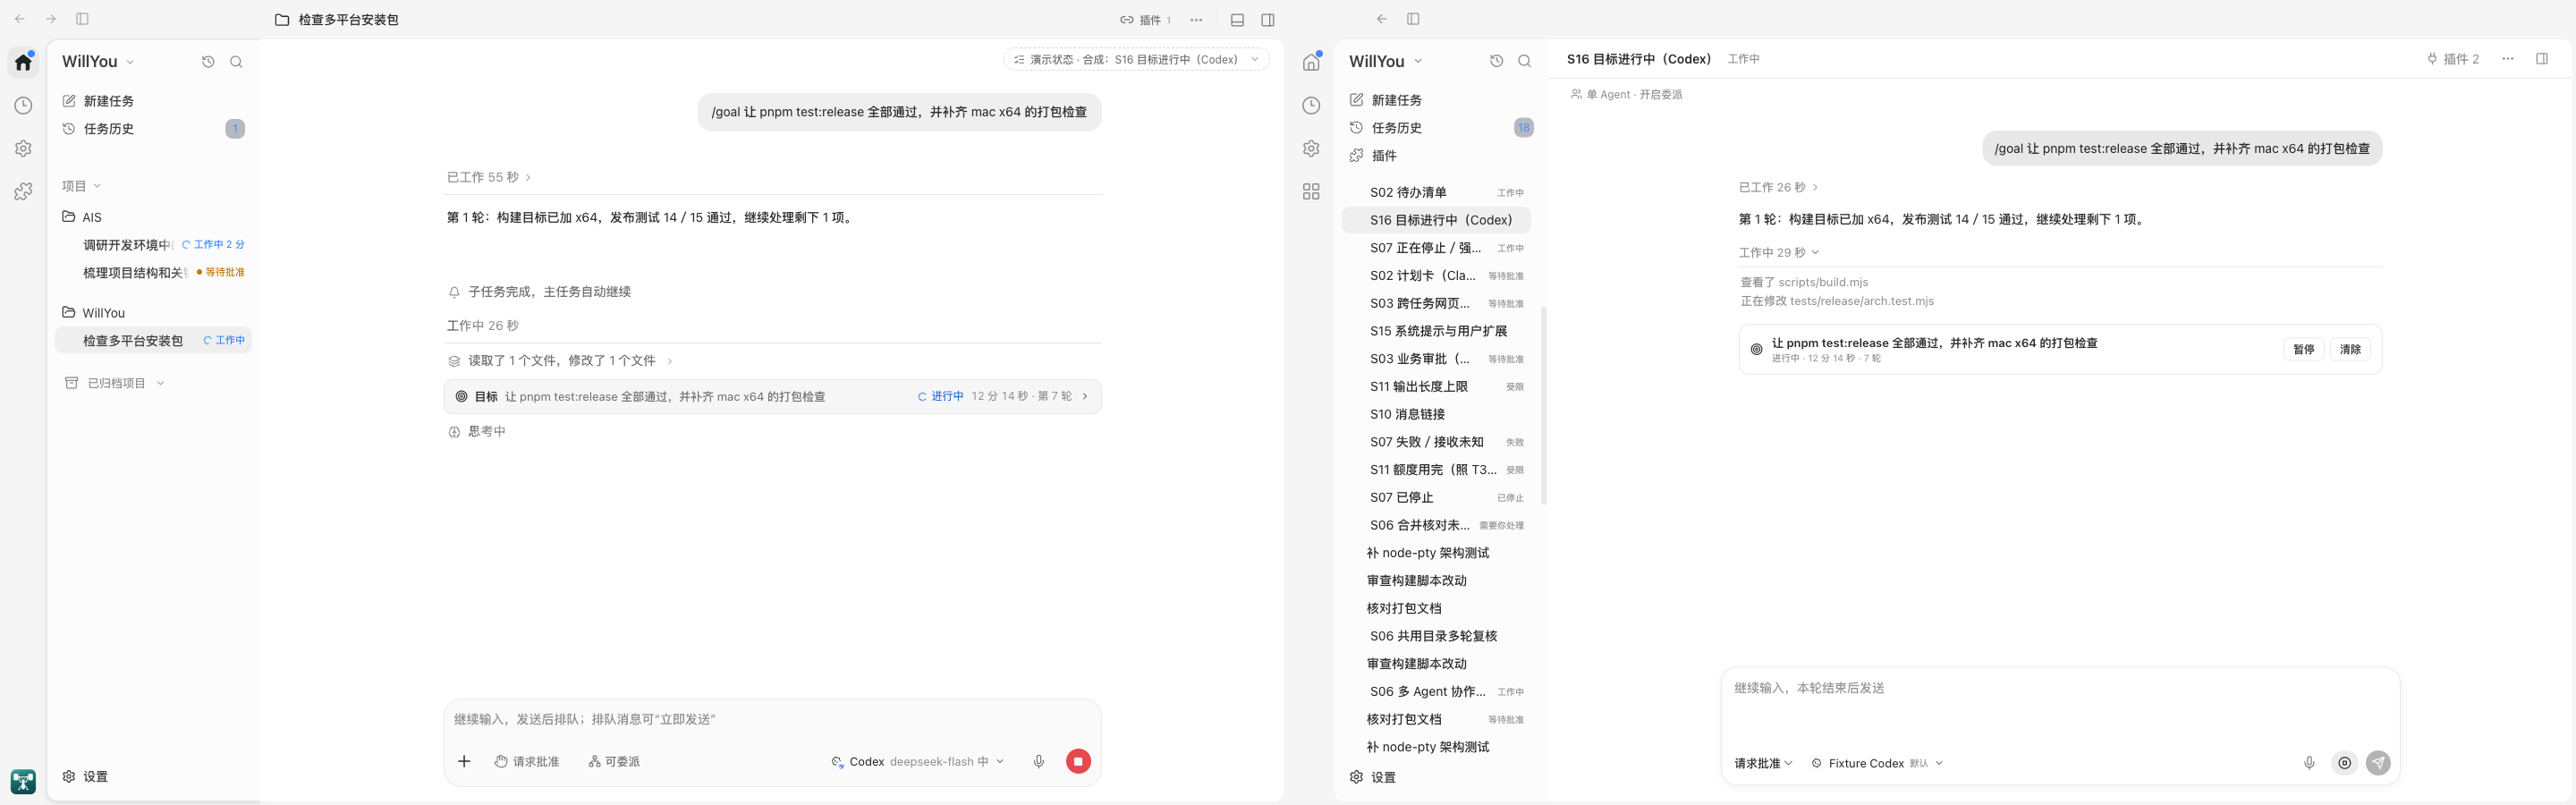 检查多平台安装包
插件 1
WillYou
新建任务
任务历史
1
项目
AIS
调研开发环境中
工作中 2 分
梳理项目结构和关
等待批准
WillYou
检查多平台安装包
工作中
已归档项目
设置
演示状态 · 合成：S16 目标进行中（Codex）
/goal 让 pnpm test:release 全部通过，并补齐 mac x64 的打包检查
已工作 55 秒
第 1 轮：构建目标已加 x64，发布测试 14 / 15 通过，继续处理剩下 1 项。
子任务完成，主任务自动继续
工作中 26 秒
读取了 1 个文件，修改了 1 个文件
目标 让 pnpm test:release 全部通过，并补齐 mac x64 的打包检查
进行中 12 分 14 秒 · 第 7 轮
思考中
继续输入，发送后排队；排队消息可“立即发送”
请求批准
可委派
Codex deepseek-flash 中
WillYou
新建任务
任务历史
18
插件
S02 待办清单 工作中
S16 目标进行中（Codex）
S07 正在停止 / 强... 工作中
S02 计划卡（Cla... 等待批准
S03 跨任务网页... 等待批准
S15 系统提示与用户扩展
S03 业务审批（... 等待批准
S11 输出长度上限 受限
S10 消息链接
S07 失败 / 接收未知 失败
S11 额度用完（照 T3... 受限
S07 已停止 已停止
S06 合并核对未... 需要你处理
补 node-pty 架构测试
审查构建脚本改动
核对打包文档
S06 共用目录多轮复核
审查构建脚本改动
S06 多 Agent 协作... 工作中
核对打包文档 等待批准
补 node-pty 架构测试
设置
S16 目标进行中（Codex） 工作中
插件 2
单 Agent · 开启委派
/goal 让 pnpm test:release 全部通过，并补齐 mac x64 的打包检查
已工作 26 秒
第 1 轮：构建目标已加 x64，发布测试 14 / 15 通过，继续处理剩下 1 项。
工作中 29 秒
查看了 scripts/build.mjs
正在修改 tests/release/arch.test.mjs
让 pnpm test:release 全部通过，并补齐 mac x64 的打包检查
进行中 · 12 分 14 秒 · 7 轮
暂停
清除
继续输入，本轮结束后发送
请求批准
Fixture Codex 默认